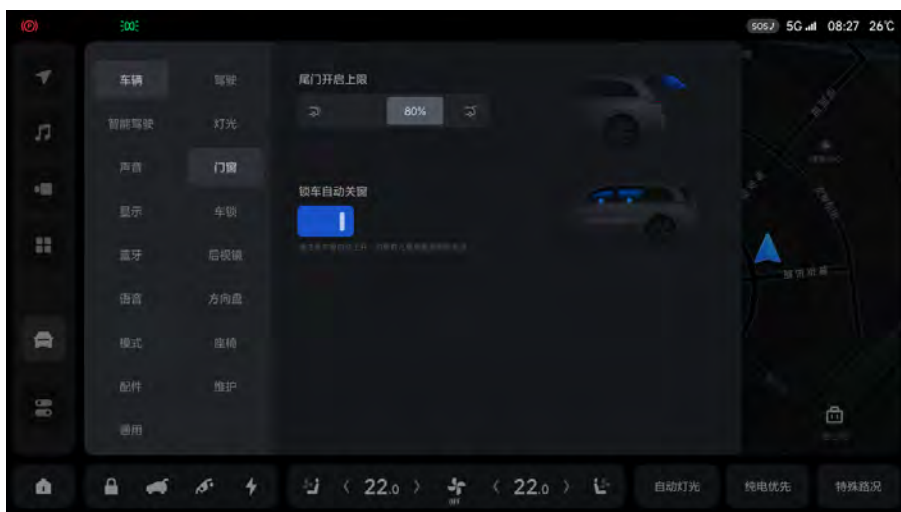 SOS 5G 08:27 26℃
车辆
驾驶
智能驾驶
灯光
声音
门窗
显示
车锁
蓝牙
后视镜
语音
方向盘
模式
座椅
配件
维护
通用
尾门开启上限
80%
锁车自动关窗
22.0
OFF
22.0
自动灯光
纯电优先
特殊路况